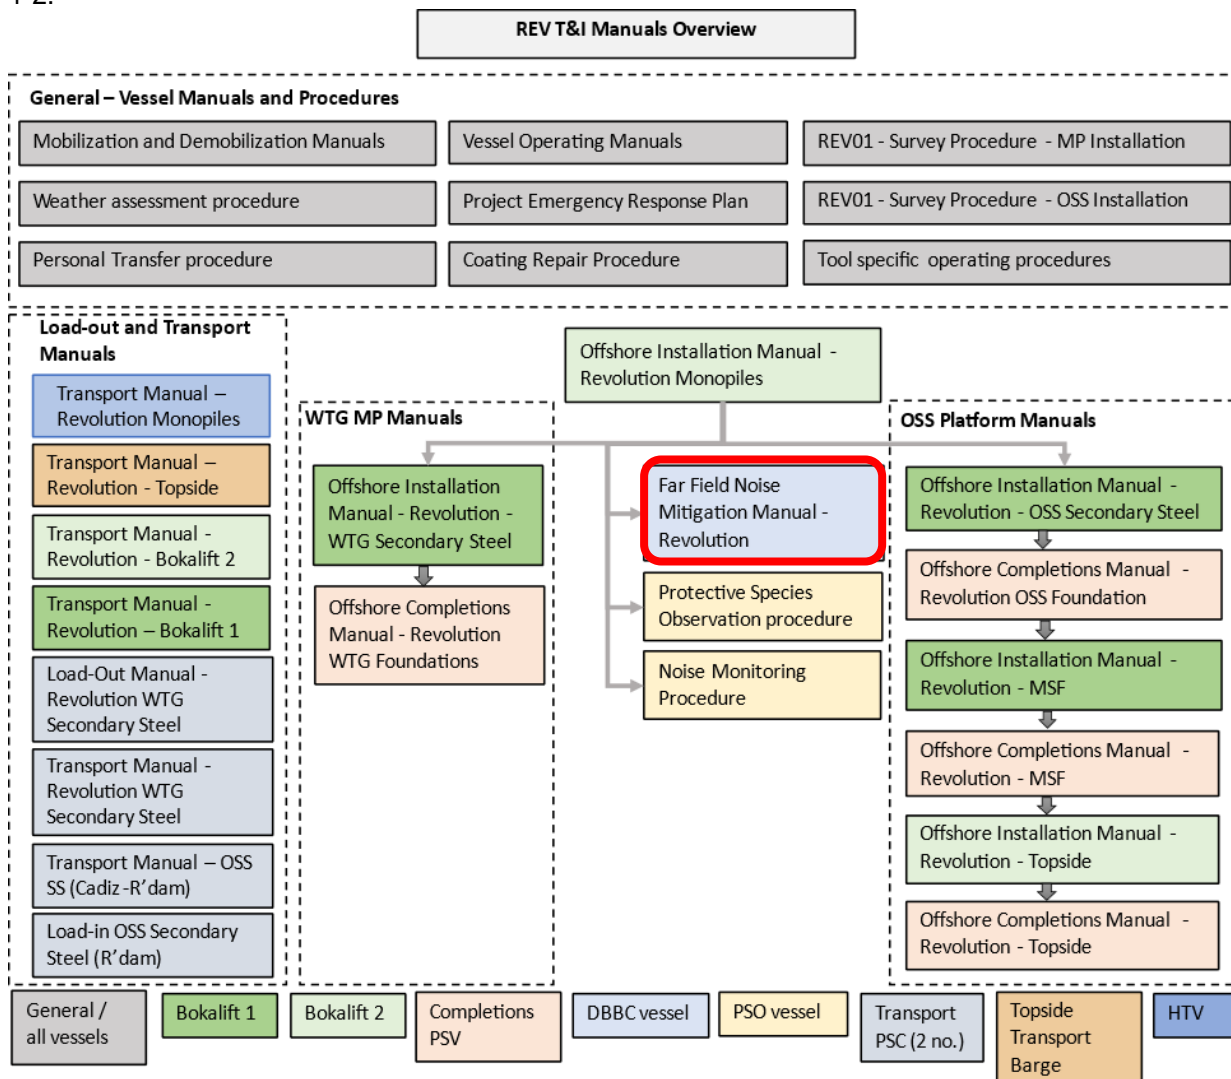 REV T&I Manuals Overview
General – Vessel Manuals and Procedures
Mobilization and Demobilization Manuals
Vessel Operating Manuals
REV01 - Survey Procedure - MP Installation
Weather assessment procedure
Project Emergency Response Plan
REV01 - Survey Procedure - OSS Installation
Personal Transfer procedure
Coating Repair Procedure
Tool specific operating procedures
Load-out and Transport
Manuals
Transport Manual –
Revolution Monopiles
Transport Manual –
Revolution - Topside
Transport Manual -
Revolution - Bokalift 2
Transport Manual -
Revolution – Bokalift 1
Load-Out Manual -
Revolution WTG
Secondary Steel
Transport Manual -
Revolution WTG
Secondary Steel
Transport Manual – OSS
SS (Cadiz -R'dam)
Load-in OSS Secondary
Steel (R'dam)
Offshore Installation Manual -
Revolution Monopiles
WTG MP Manuals
Offshore Installation
Manual - Revolution -
WTG Secondary Steel
Offshore Completions
Manual - Revolution
WTG Foundations
Far Field Noise
Mitigation Manual -
Revolution
Protective Species
Observation procedure
Noise Monitoring
Procedure
OSS Platform Manuals
Offshore Installation Manual -
Revolution - OSS Secondary Steel
Offshore Completions Manual -
Revolution OSS Foundation
Offshore Installation Manual -
Revolution - MSF
Offshore Completions Manual -
Revolution - MSF
Offshore Installation Manual -
Revolution - Topside
Offshore Completions Manual -
Revolution - Topside
General /
all vessels
Bokalift 1
Bokalift 2
Completions
PSV
DBBC vessel
PSO vessel
Transport
PSC (2 no.)
Topside
Transport
Barge
HTV